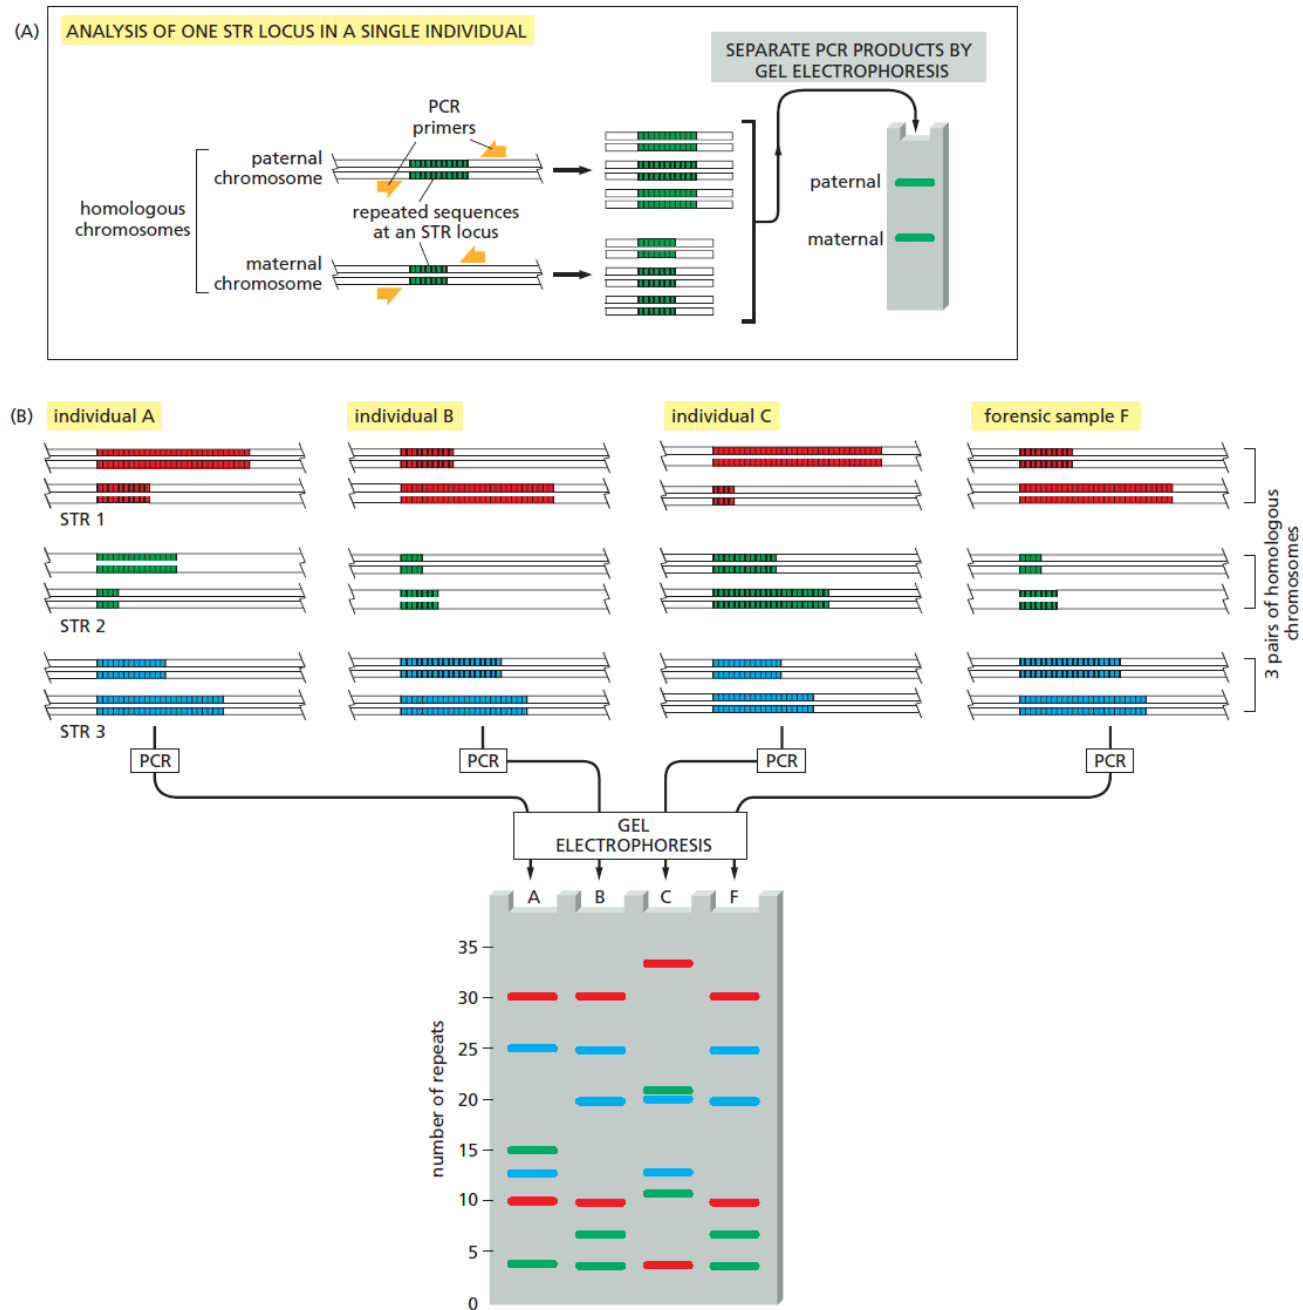 (A)
ANALYSIS OF ONE STR LOCUS IN A SINGLE INDIVIDUAL
SEPARATE PCR PRODUCTS BY
GEL ELECTROPHORESIS
PCR
primers
paternal
chromosome
homologous
chromosomes
repeated sequences
at an STR locus
maternal
chromosome
paternal
maternal
(B)
individual A
individual B
individual C
forensic sample F
STR 1
STR 2
STR 3
3 pairs of homologous
chromosomes
PCR
PCR
PCR
PCR
GEL
ELECTROPHORESIS
A
B
C
F
number of repeats
35
30
25
20
15
10
5
0